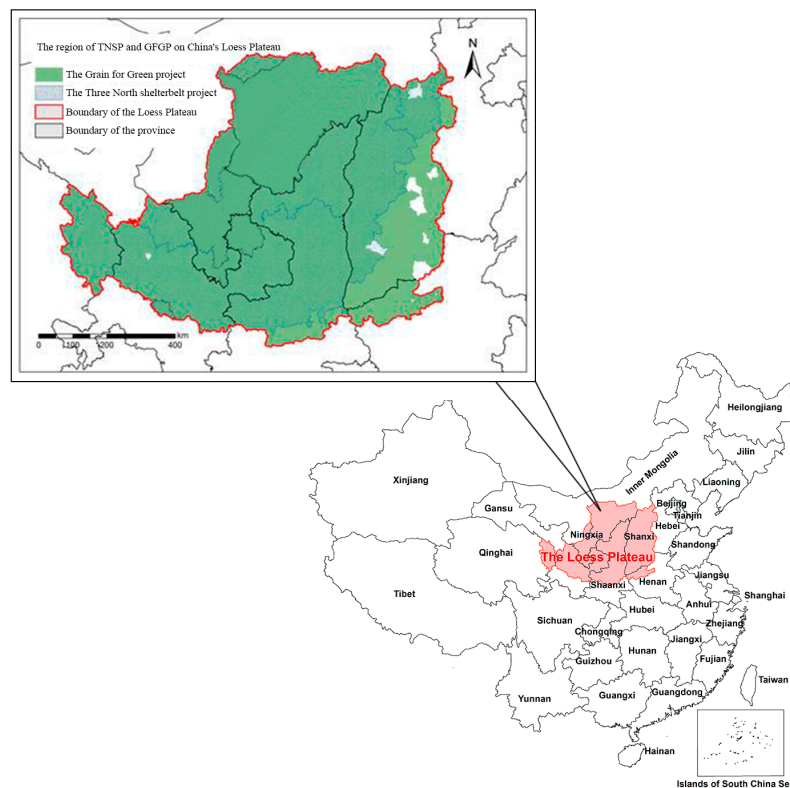 The region of TNSP and GFGP on China's Loess Plateau
N
The Grain for Green project
The Three North shelterbelt project
Boundary of the Loess Plateau
Boundary of the province
km
0 100 200 400
Heilongjiang
Jilin
Inner Mongolia
Liaoning
Xinjiang
Beijing
Gansu
Tianjin
Hebei
Ningxia
Shanxi
Shandong
Qinghai
The Loess Plateau
Jiangsu
Henan
Shaanxi
Tibet
Shanghai
Anhui
Hubei
Sichuan
Zhejiang
Chongqing
Jiangxi
Hunan
Guizhou
Fujian
Taiwan
Yunnan
Guangxi
Guangdong
Hainan
Islands of South China Se